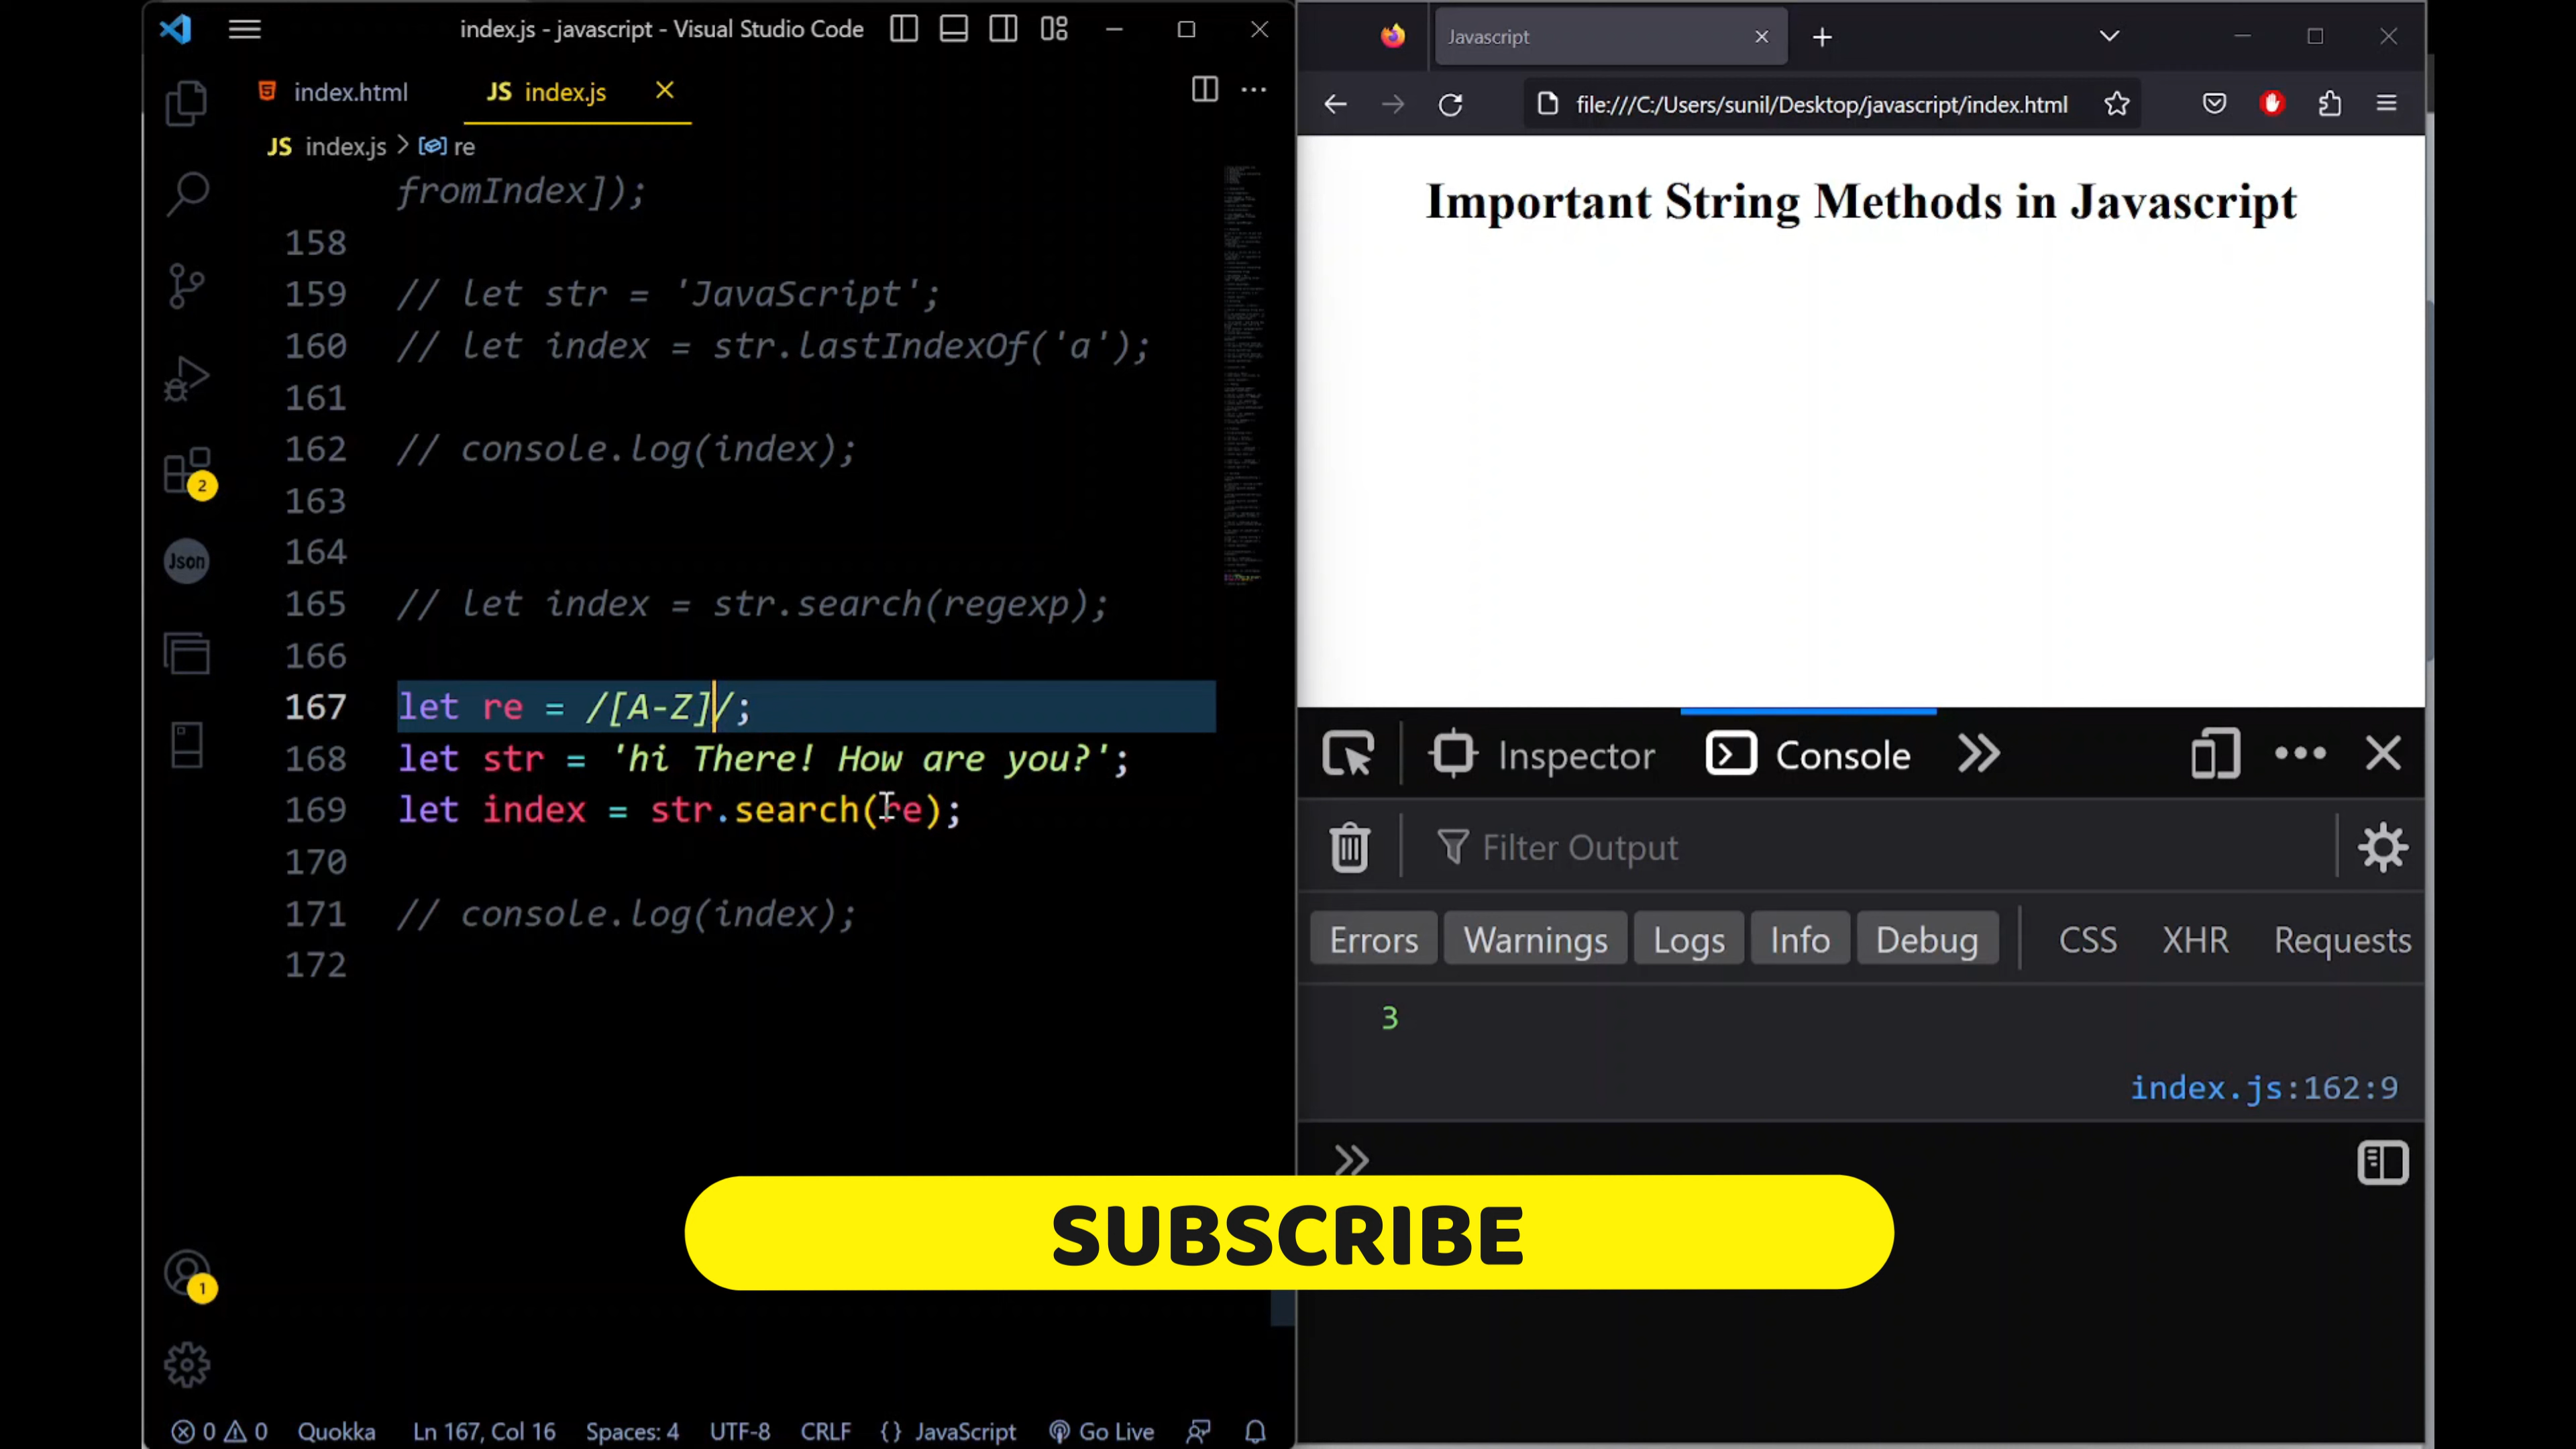 index.js - javascript - Visual Studio Code
index.html
JS index.js
JS index.js > re
fromIndex]);
158
159 // let str = 'JavaScript';
160 // let index = str.lastIndexOf('a');
161
162 // console.log(index);
163
164
165 // let index = str.search(regexp);
166
167 let re = /[A-Z]/;
168 let str = 'hi There! How are you?';
169 let index = str.search(re);
170
171 // console.log(index);
172
2
Json
1
0 0 Quokka Ln 167, Col 16 Spaces: 4 UTF-8 CRLF {} JavaScript Go Live
Javascript
file:///C:/Users/sunil/Desktop/javascript/index.html
Important String Methods in Javascript
Inspector Console
Filter Output
Errors Warnings Logs Info Debug CSS XHR Requests
3
index.js:162:9
SUBSCRIBE